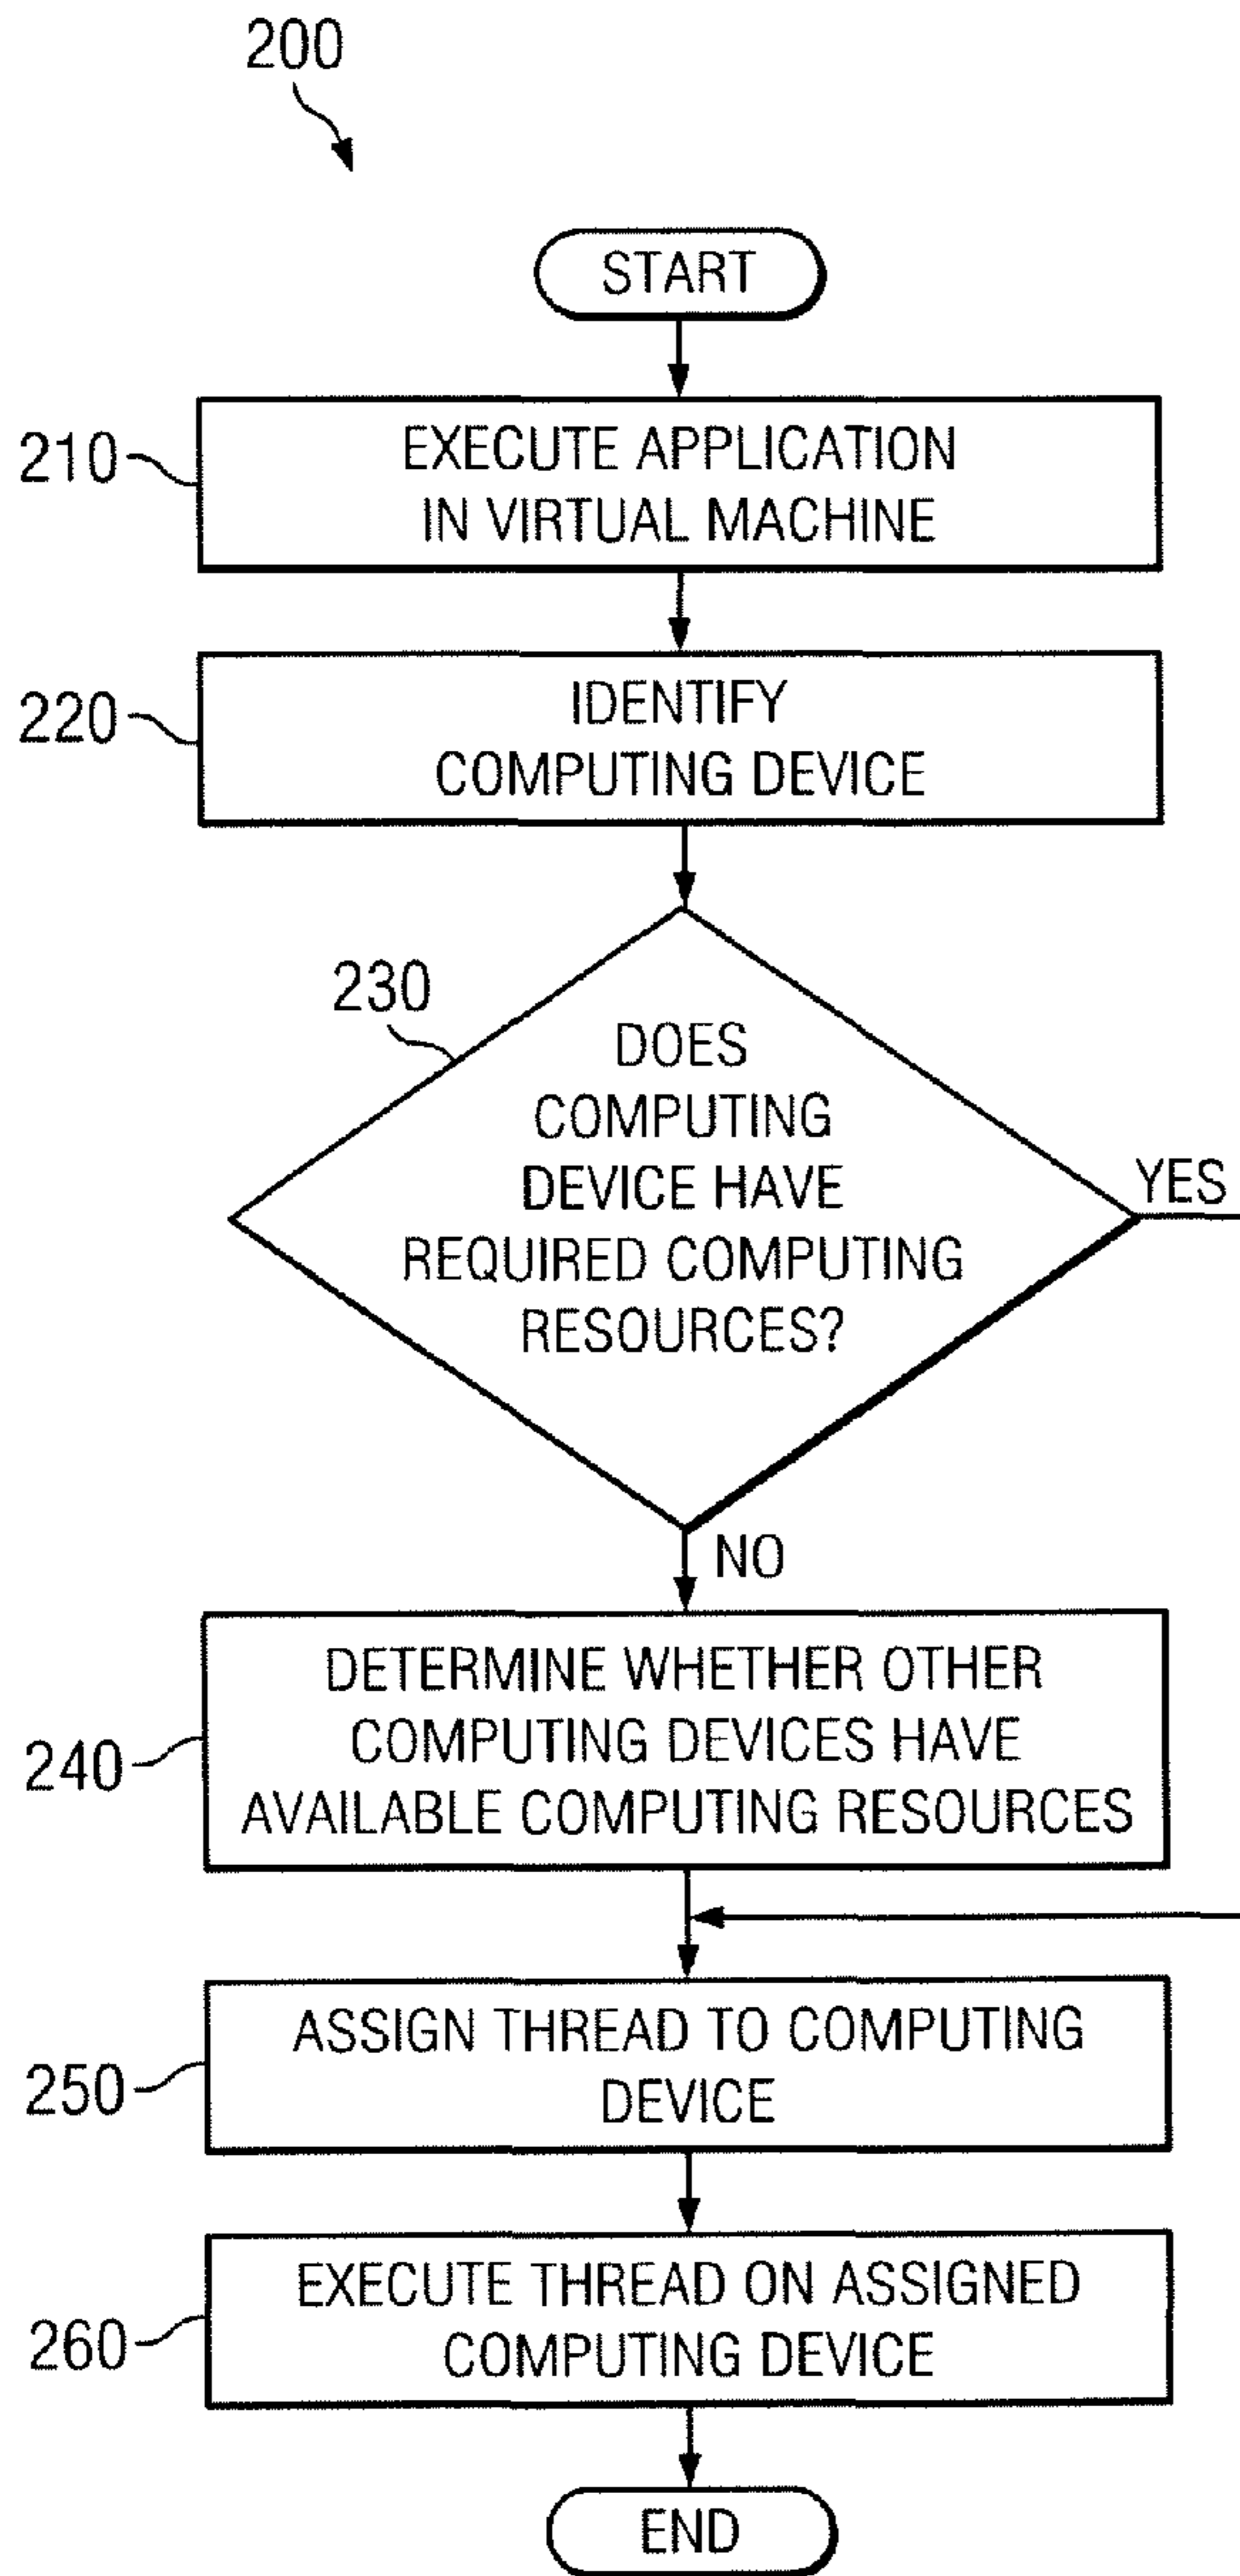 200
START
210
EXECUTE APPLICATION
IN VIRTUAL MACHINE
220
IDENTIFY
COMPUTING DEVICE
230
DOES
COMPUTING
DEVICE HAVE
REQUIRED COMPUTING
RESOURCES?
YES
NO
240
DETERMINE WHETHER OTHER
COMPUTING DEVICES HAVE
AVAILABLE COMPUTING RESOURCES
250
ASSIGN THREAD TO COMPUTING
DEVICE
260
EXECUTE THREAD ON ASSIGNED
COMPUTING DEVICE
END